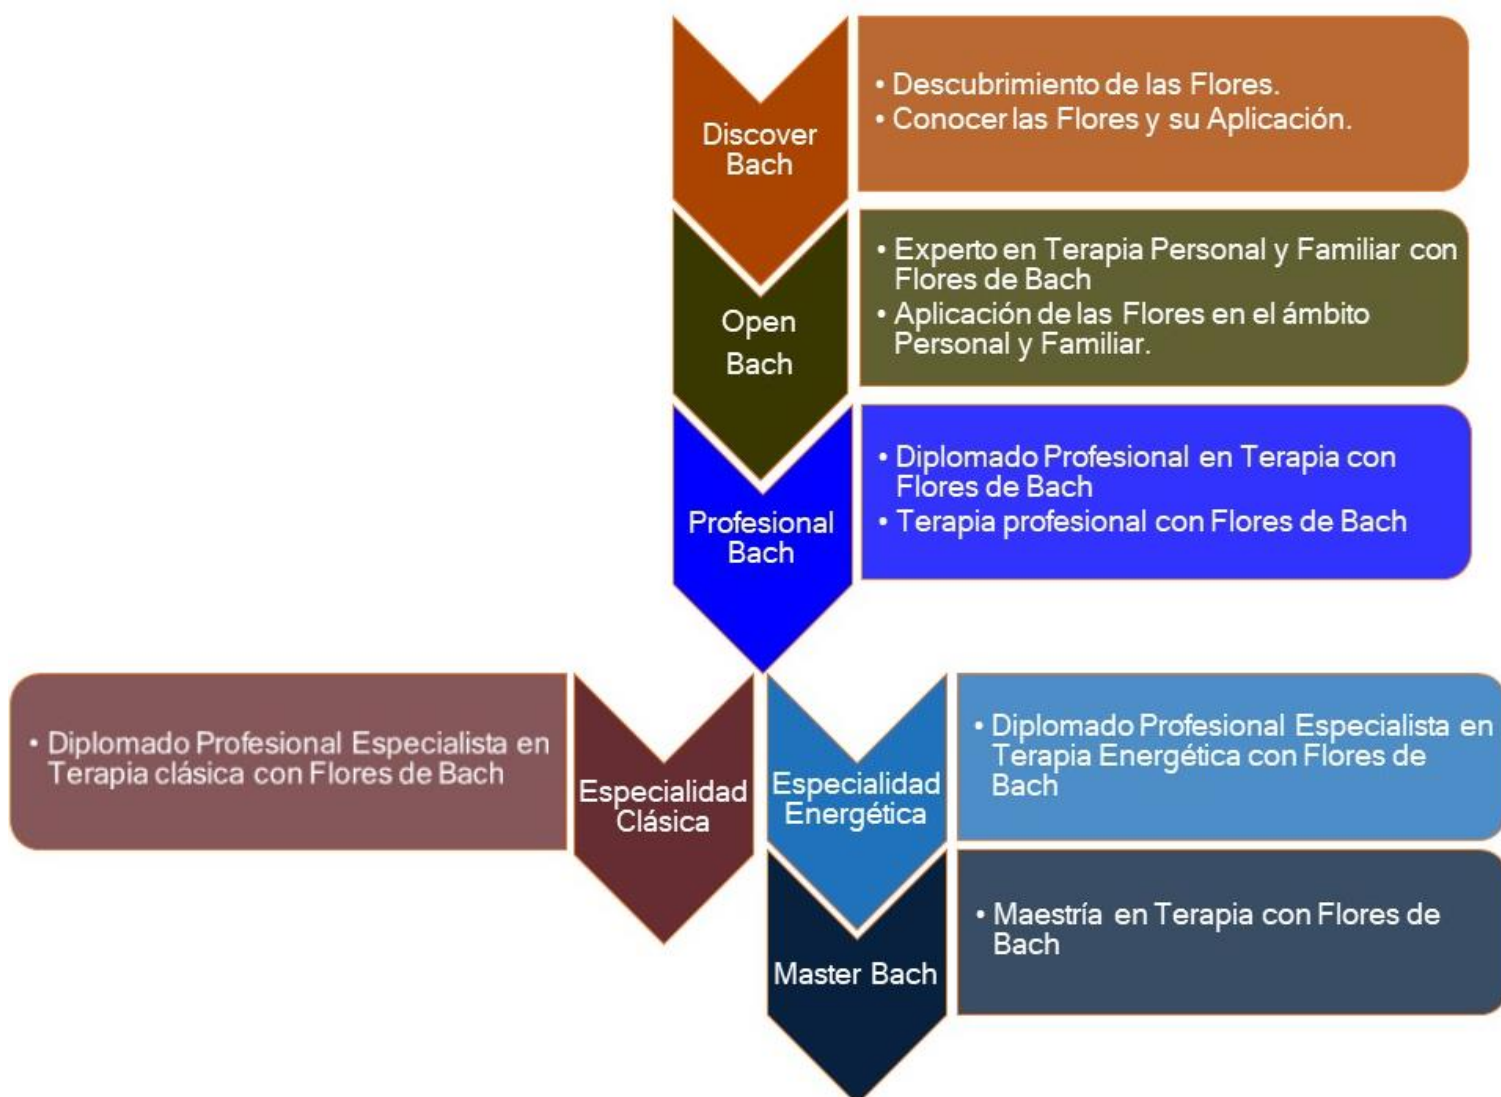 Discover
Bach
• Descubrimiento de las Flores.
• Conocer las Flores y su Aplicación.
Open
Bach
• Experto en Terapia Personal y Familiar con
Flores de Bach
• Aplicación de las Flores en el ámbito
Personal y Familiar.
Profesional
Bach
• Diplomado Profesional en Terapia con
Flores de Bach
• Terapia profesional con Flores de Bach
• Diplomado Profesional Especialista en
Terapia clásica con Flores de Bach
Especialidad
Clásica
Especialidad
Energética
• Diplomado Profesional Especialista en
Terapia Energética con Flores de
Bach
Master Bach
• Maestría en Terapia con Flores de
Bach